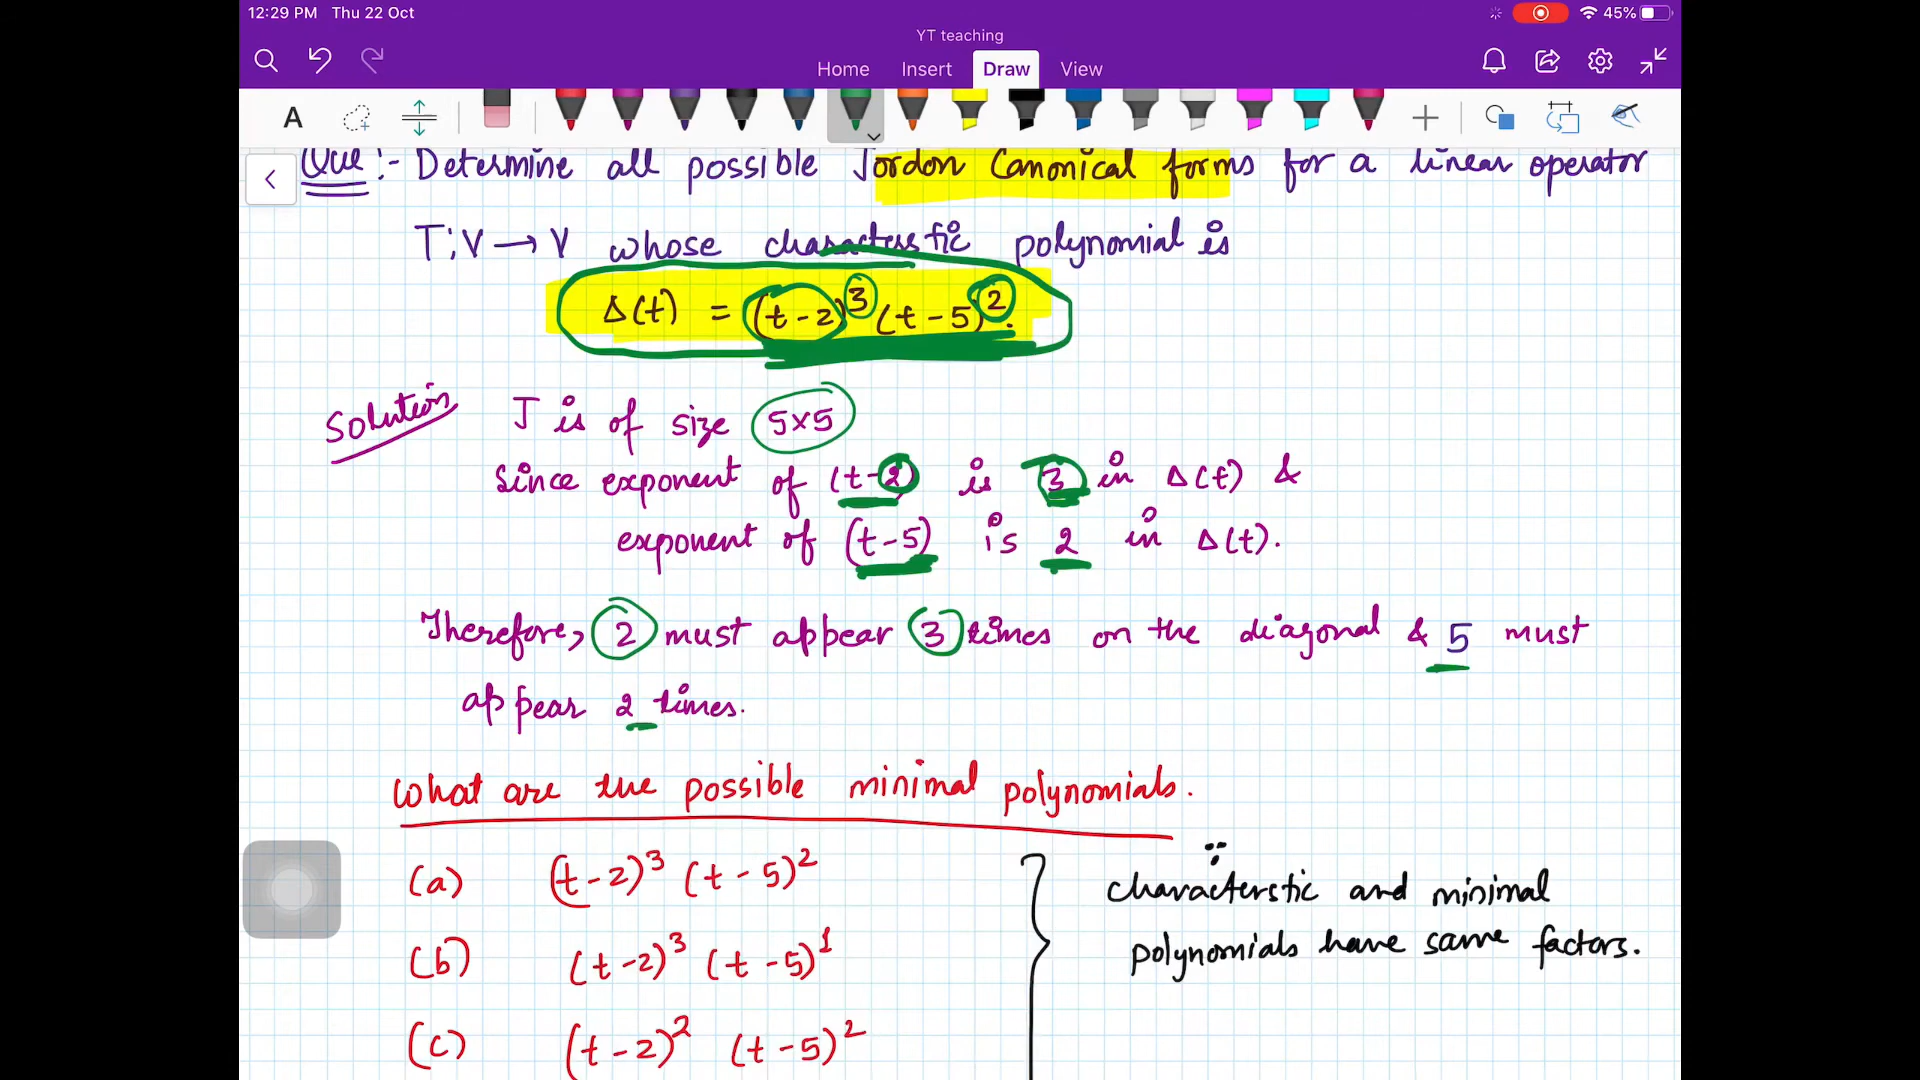 12:29 PM Thu 22 Oct
45%
YT teaching
Home Insert Draw View
A
Que :- Determine all possible Jordon Canonical forms for a linear operator
T: V → V whose characterstic polynomial is
Δ(t) = (t-2)³ (t-5)².
Solution J is of size 5×5
Since exponent of (t-2) is 3 in Δ(t) &
exponent of (t-5) is 2 in Δ(t).
Therefore, 2 must appear 3 times on the diagonal & 5 must
appear 2 times.
What are the possible minimal polynomials.
(a) (t-2)³ (t-5)²
∵ characterstic and minimal
(b) (t-2)³ (t-5)¹
polynomials have same factors.
(c) (t-2)² (t-5)²